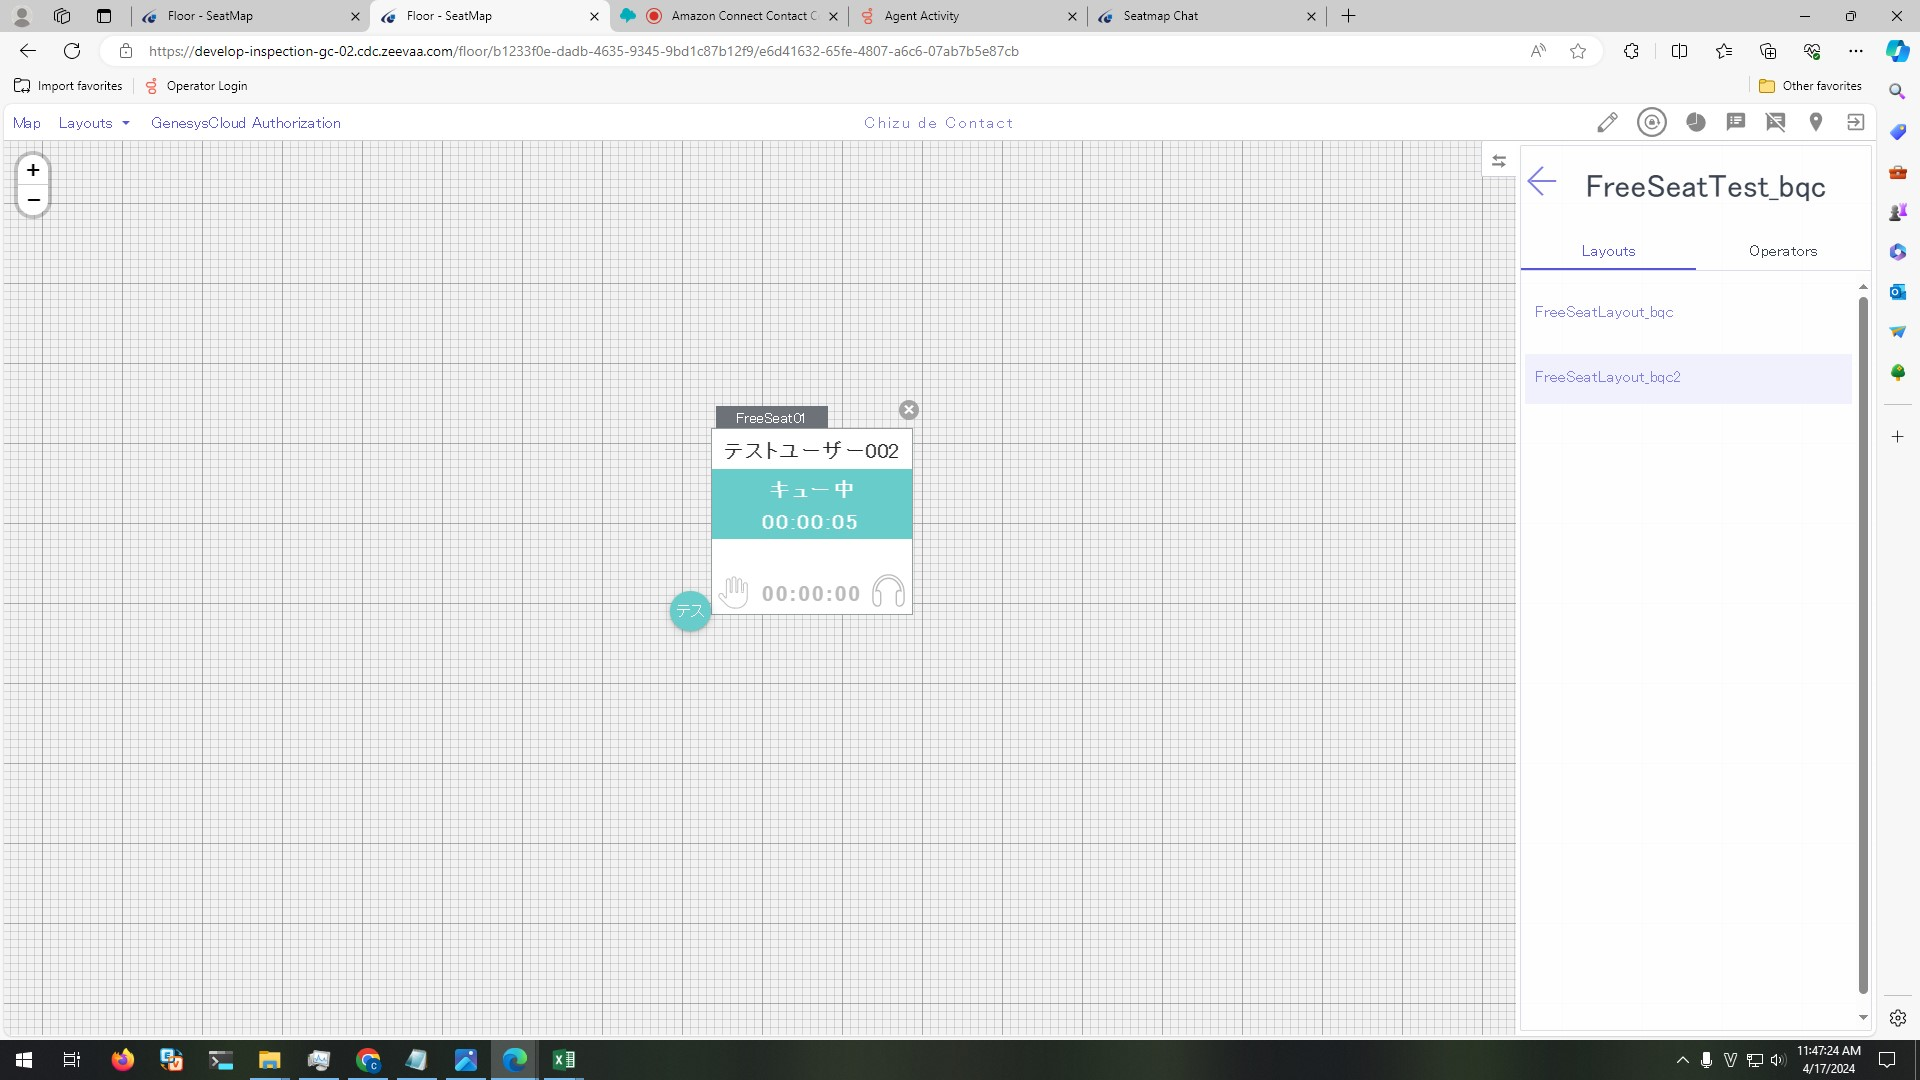 Floor - SeatMap
Floor - SeatMap
Amazon Connect Contact C
Agent Activity
Seatmap Chat
https://develop-inspection-gc-02.cdc.zeevaa.com/floor/b1233f0e-dadb-4635-9345-9bd1c87b12f9/e6d41632-65fe-4807-a6c6-07ab7b5e87cb
Import favorites
Operator Login
Other favorites
Map
Layouts
GenesysCloud Authorization
Chizu de Contact
+
−
FreeSeatTest_bqc
Layouts
Operators
FreeSeatLayout_bqc
FreeSeatLayout_bqc2
FreeSeat01
テストユーザー002
キュー中
00:00:05
00:00:00
テス
11:47:24 AM
4/17/2024